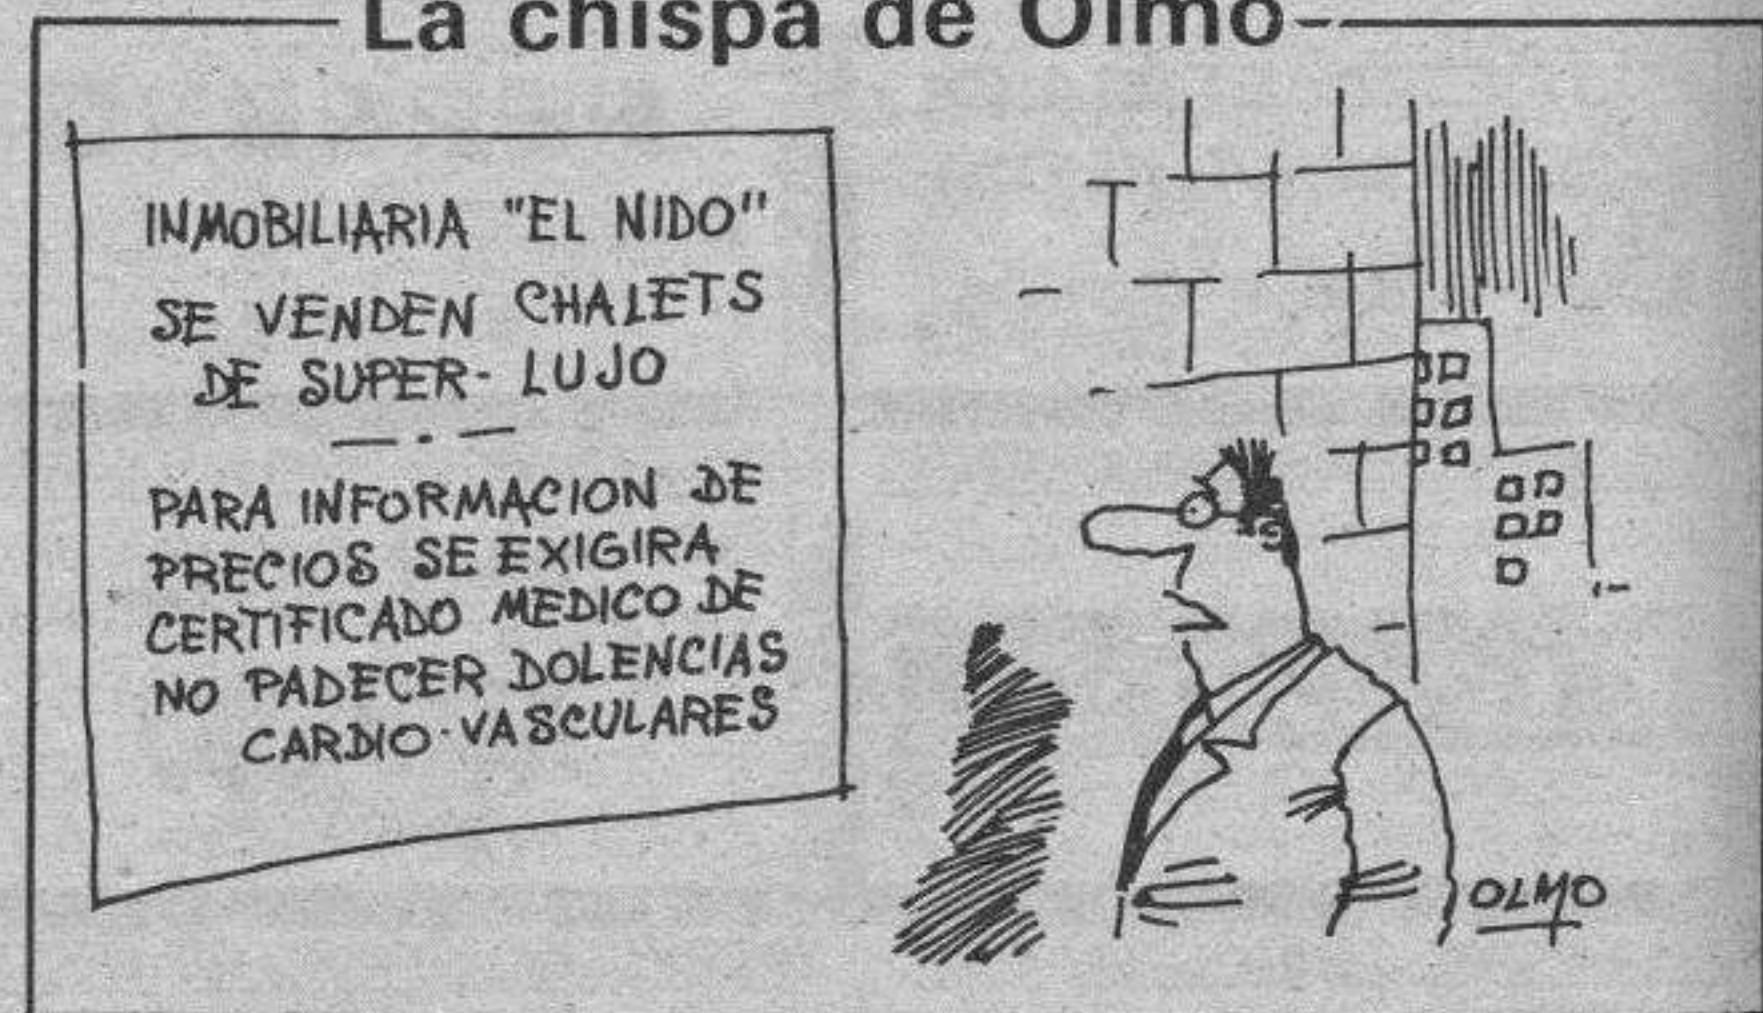 La chispa de Olmo
INMOBILIARIA "EL NIDO"
SE VENDEN CHALETS
DE SUPER-LUJO
PARA INFORMACION DE
PRECIOS SE EXIGIRA
CERTIFICADO MEDICO DE
NO PADECER DOLENCIAS
CARDIO-VASCULARES
OLMO